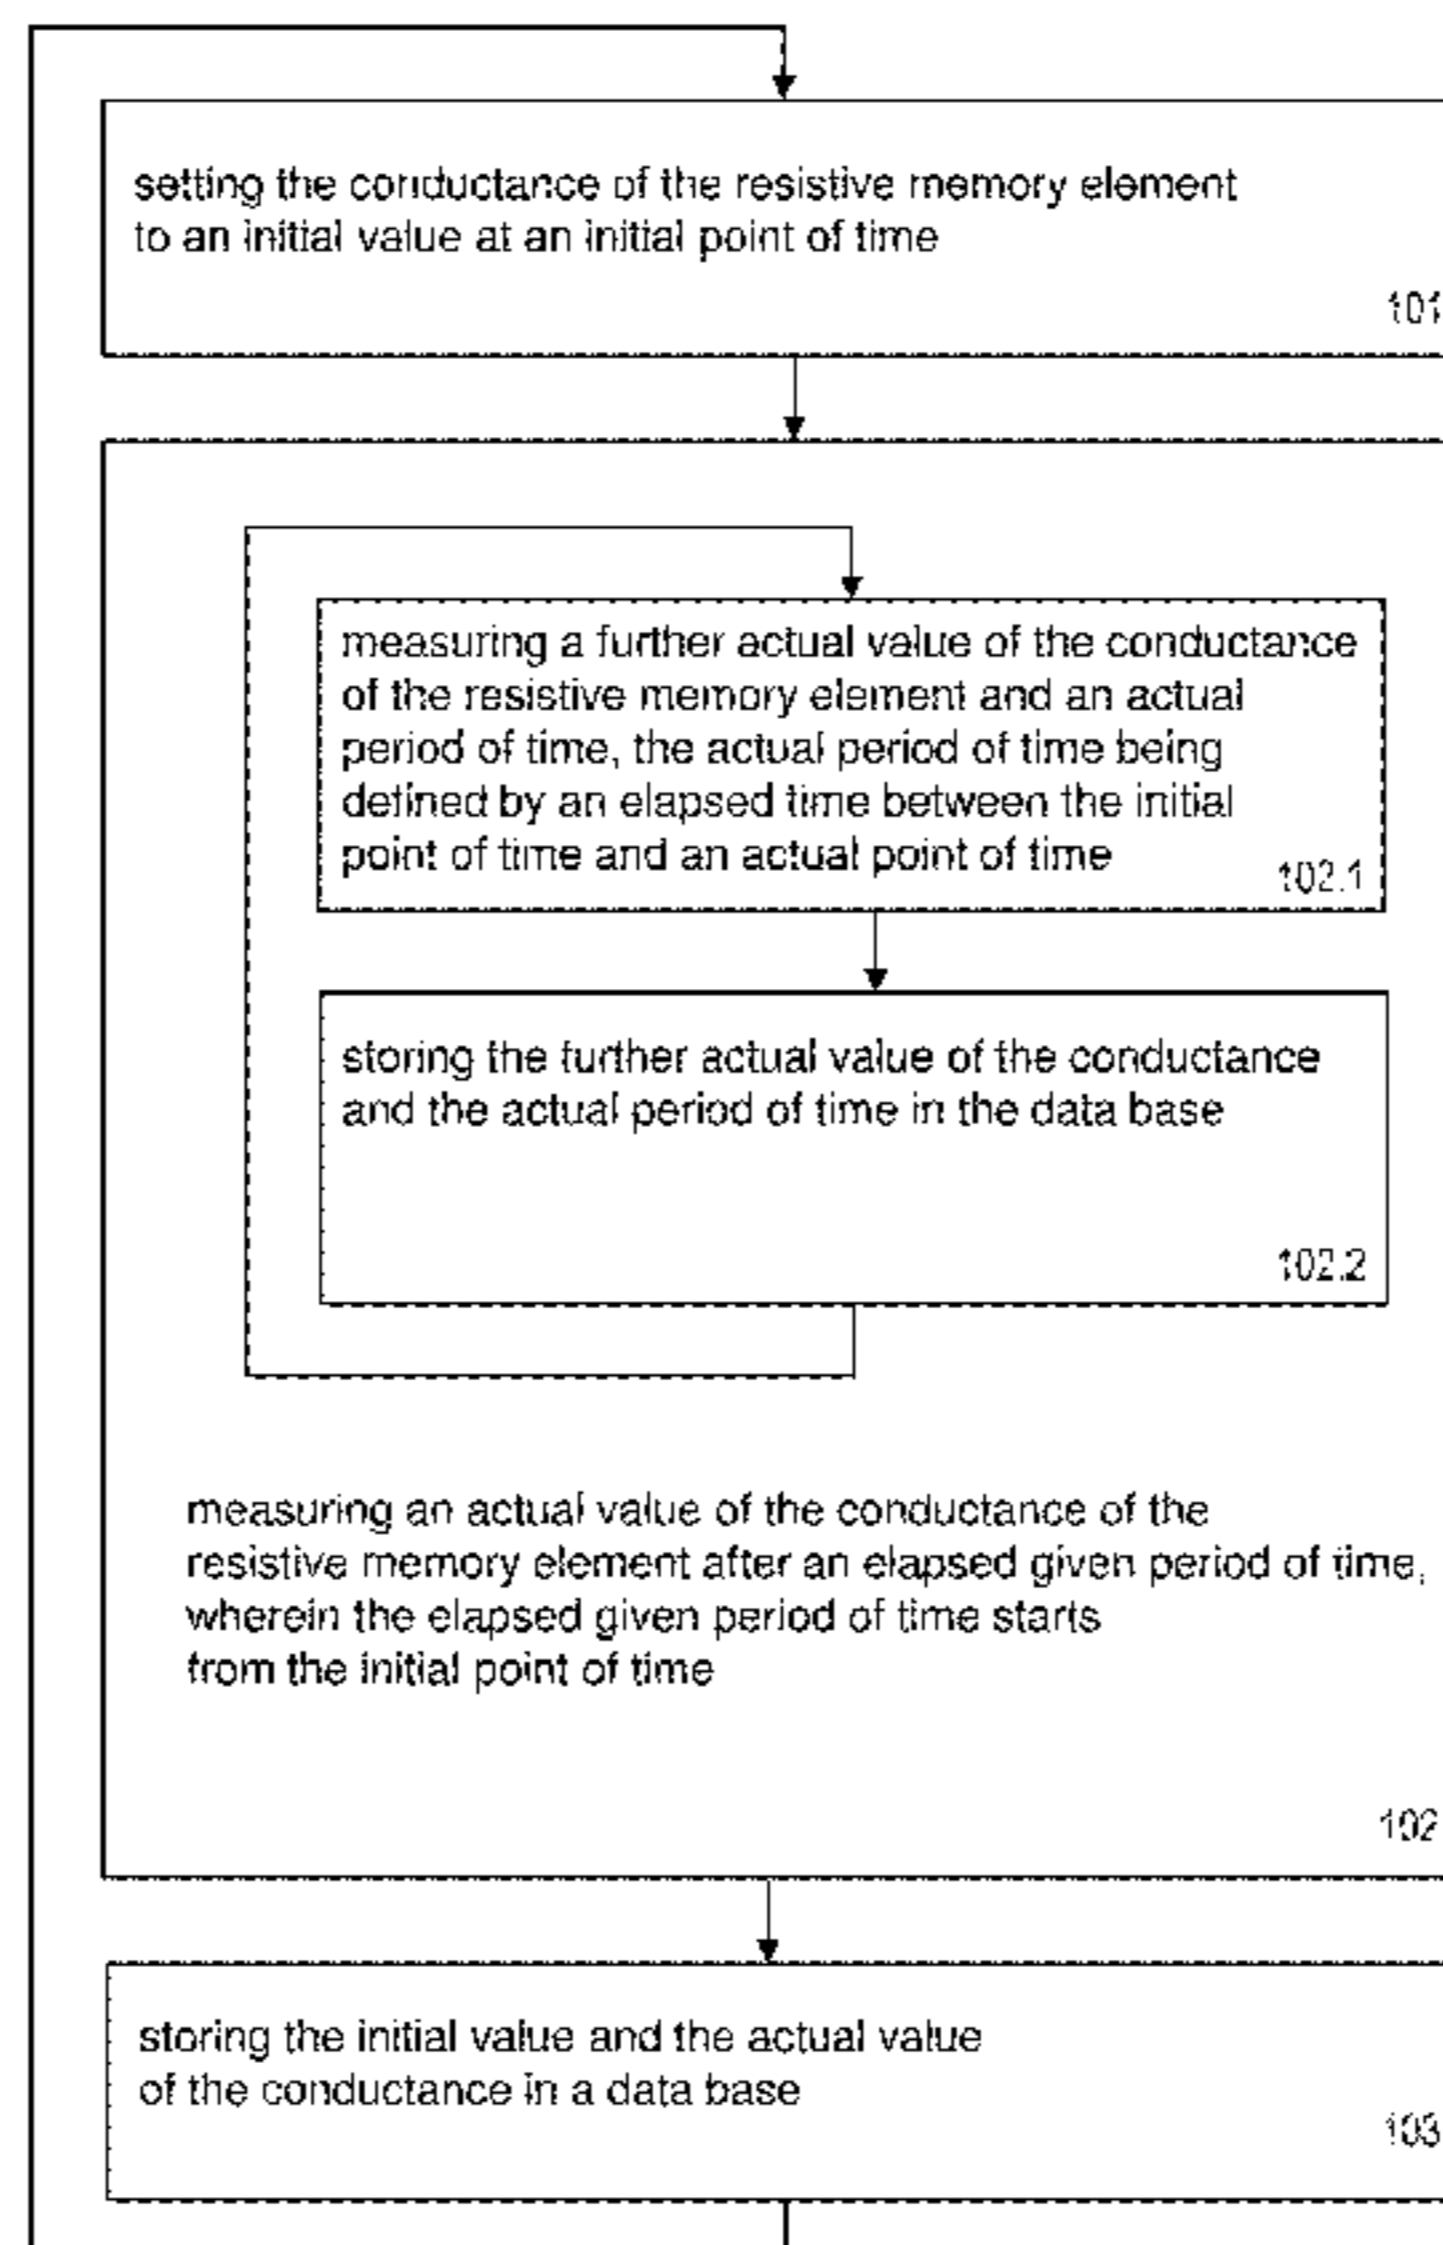 setting the conductance of the resistive memory element
to an initial value at an initial point of time
101
measuring a further actual value of the conductance
of the resistive memory element and an actual
period of time, the actual period of time being
defined by an elapsed time between the initial
point of time and an actual point of time
102.1
storing the further actual value of the conductance
and the actual period of time in the data base
102.2
measuring an actual value of the conductance of the
resistive memory element after an elapsed given period of time,
wherein the elapsed given period of time starts
from the initial point of time
102
storing the initial value and the actual value
of the conductance in a data base
103